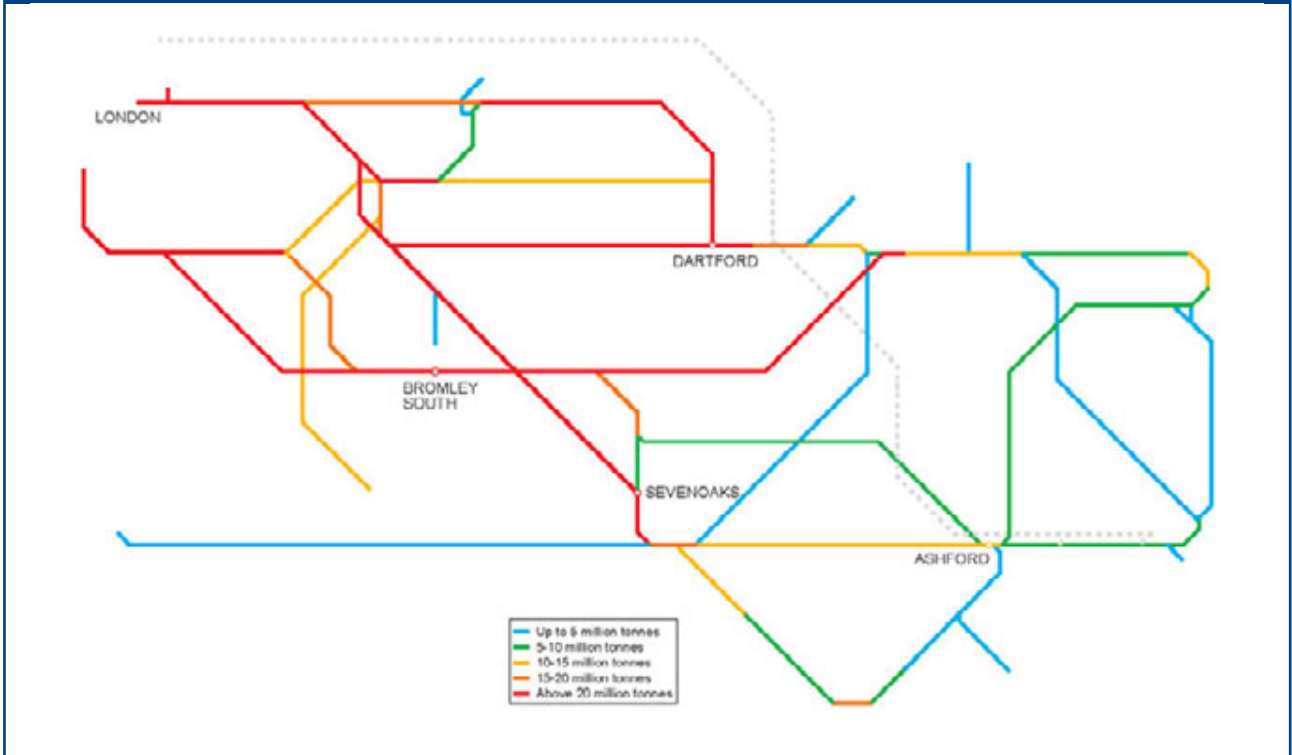 LONDON
DARTFORD
BROMLEY
SOUTH
SEVENOAKS
ASHFORD
Up to 5 million tonnes
5-10 million tonnes
10-15 million tonnes
15-20 million tonnes
Above 20 million tonnes